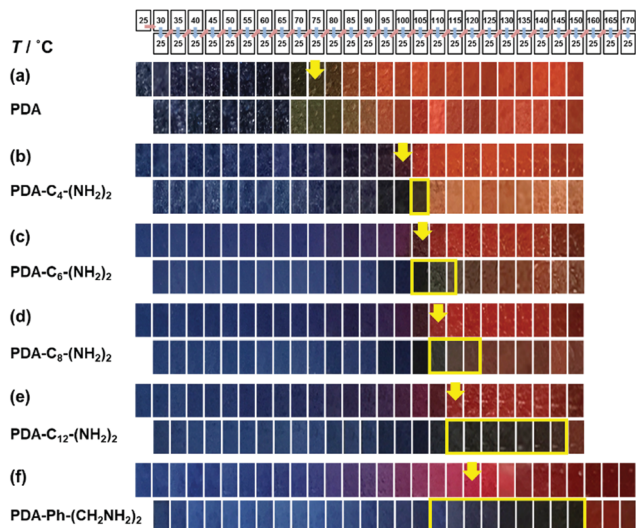 25 30 35 40 45 50 55 60 65 70 75 80 85 90 95 100 105 110 115 120 125 130 135 140 145 150 160 165 170
25 25 25 25 25 25 25 25 25 25 25 25 25 25 25 25 25 25 25 25 25 25 25 25 25 25 25 25
T / °C
(a)
PDA
(b)
PDA-C₄-(NH₂)₂
(c)
PDA-C₆-(NH₂)₂
(d)
PDA-C₈-(NH₂)₂
(e)
PDA-C₁₂-(NH₂)₂
(f)
PDA-Ph-(CH₂NH₂)₂